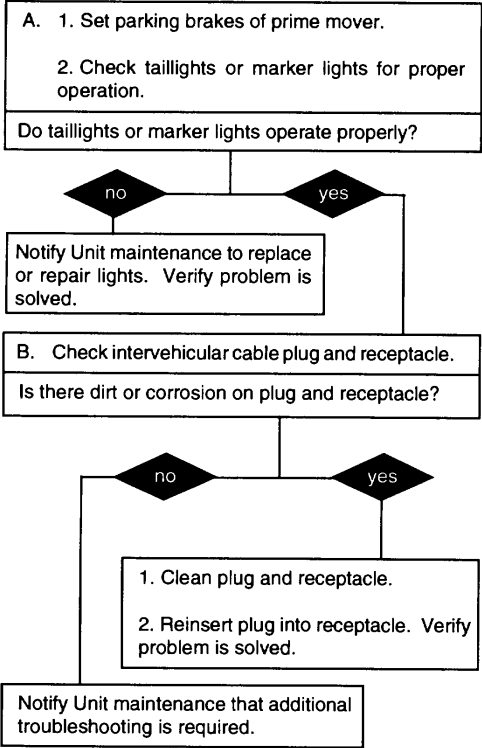 A. 1. Set parking brakes of prime mover.
2. Check taillights or marker lights for proper
operation.
Do taillights or marker lights operate properly?
no
yes
Notify Unit maintenance to replace
or repair lights. Verify problem is
solved.
B. Check intervehicular cable plug and receptacle.
Is there dirt or corrosion on plug and receptacle?
no
yes
1. Clean plug and receptacle.
2. Reinsert plug into receptacle. Verify
problem is solved.
Notify Unit maintenance that additional
troubleshooting is required.